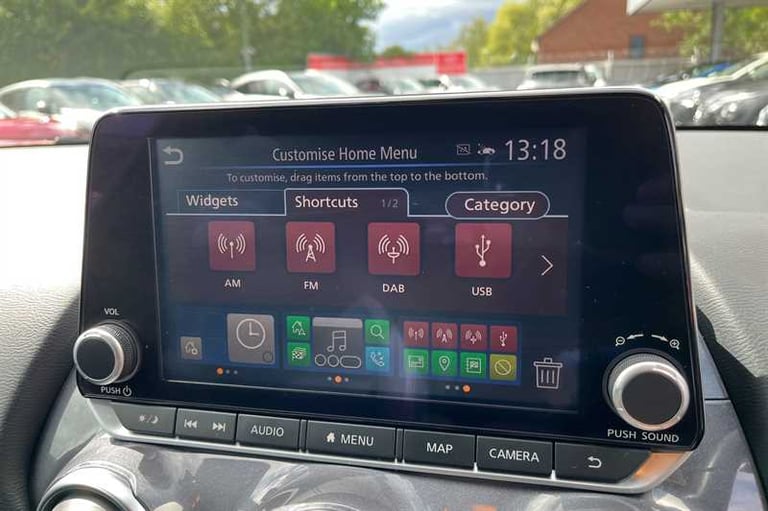 Customise Home Menu 13:18
To customise, drag items from the top to the bottom.
Widgets Shortcuts 1/2 Category
AM FM DAB USB
VOL
PUSH
PUSH SOUND
AUDIO MENU MAP CAMERA